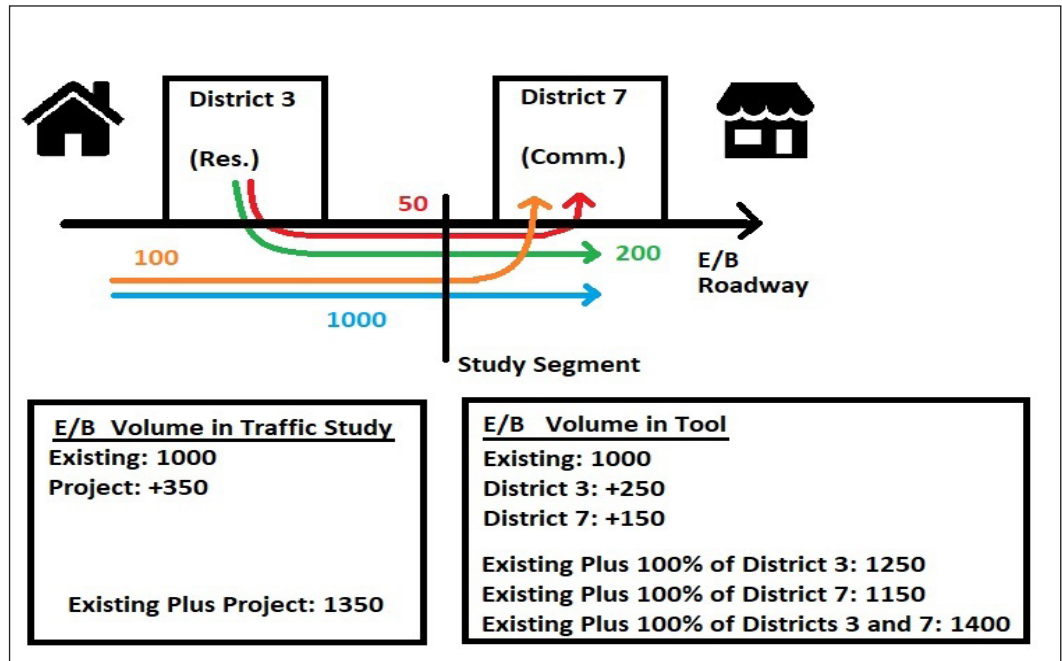 District 3
(Res.)
District 7
(Comm.)
50
100
200
E/B
Roadway
1000
Study Segment
E/B Volume in Traffic Study
Existing: 1000
Project: +350
Existing Plus Project: 1350
E/B Volume in Tool
Existing: 1000
District 3: +250
District 7: +150
Existing Plus 100% of District 3: 1250
Existing Plus 100% of District 7: 1150
Existing Plus 100% of Districts 3 and 7: 1400